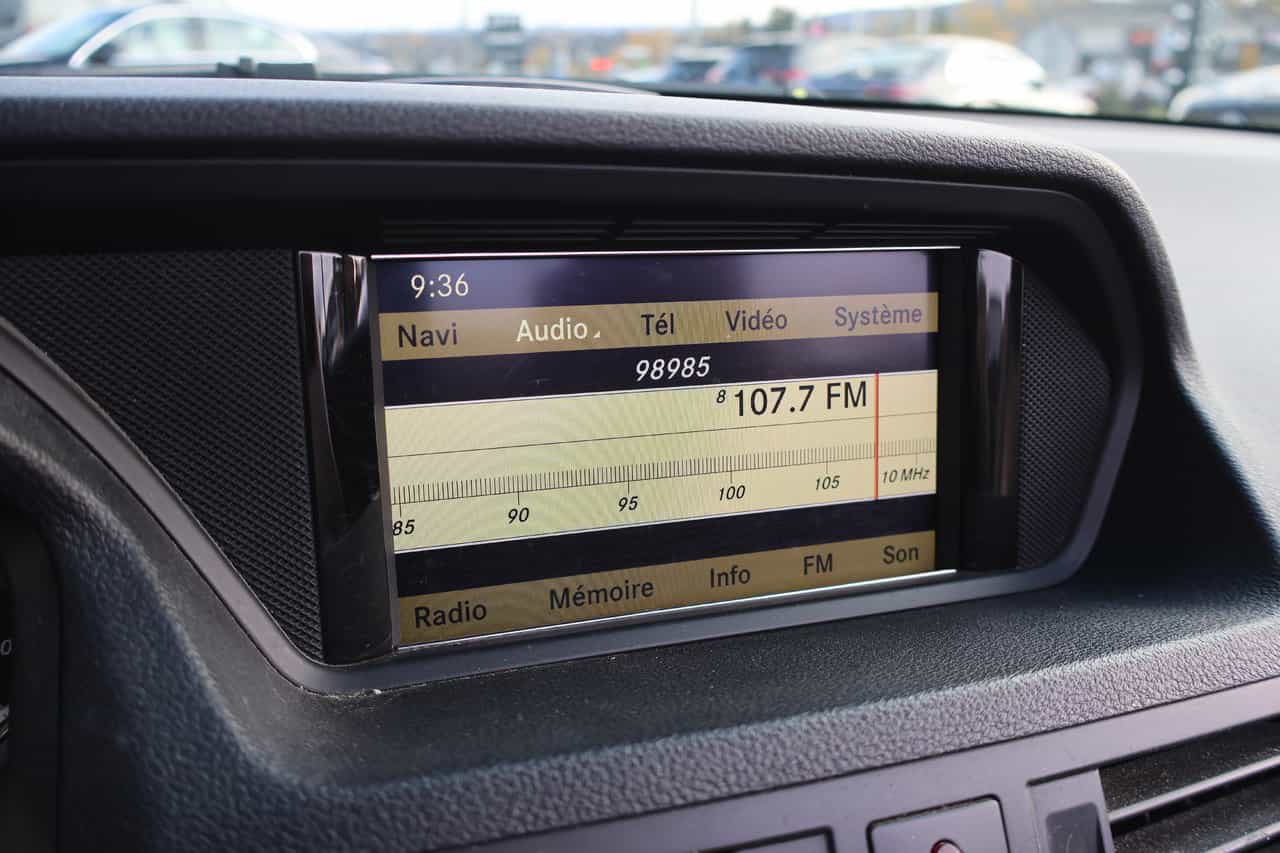 9:36
Navi Audio Tél Vidéo Système
98985
8 107.7 FM
85 90 95 100 105 10 MHz
Radio Mémoire Info FM Son
0